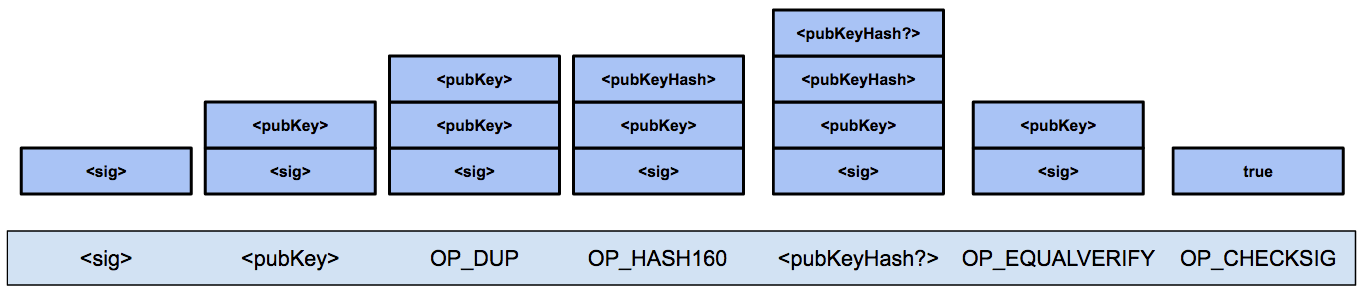 <pubKeyHash?>
<pubKey> <pubKeyHash> <pubKeyHash>
<pubKey> <pubKey> <pubKey> <pubKey> <pubKey>
<sig> <sig> <sig> <sig> <sig> <sig> true
<sig> <pubKey> OP_DUP OP_HASH160 <pubKeyHash?> OP_EQUALVERIFY OP_CHECKSIG